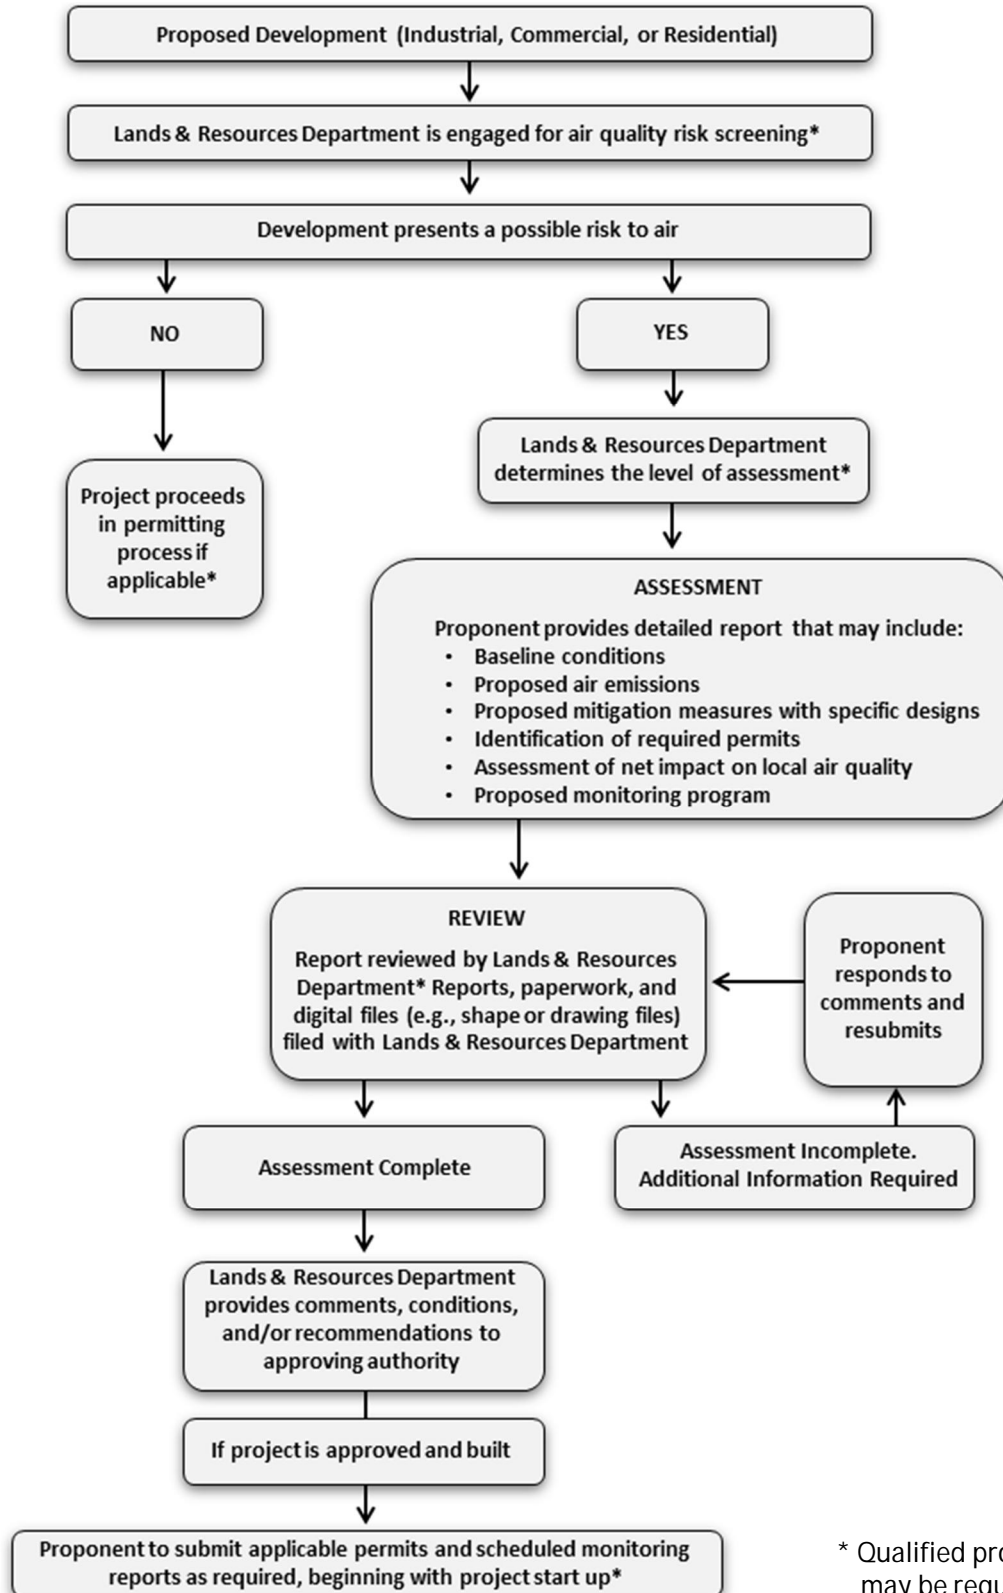 Proposed Development (Industrial, Commercial, or Residential)
Lands & Resources Department is engaged for air quality risk screening*
Development presents a possible risk to air
NO
YES
Project proceeds
in permitting
process if
applicable*
Lands & Resources Department
determines the level of assessment*
ASSESSMENT
Proponent provides detailed report that may include:
• Baseline conditions
• Proposed air emissions
• Proposed mitigation measures with specific designs
• Identification of required permits
• Assessment of net impact on local air quality
• Proposed monitoring program
REVIEW
Report reviewed by Lands & Resources
Department* Reports, paperwork, and
digital files (e.g., shape or drawing files)
filed with Lands & Resources Department
Proponent
responds to
comments and
resubmits
Assessment Complete
Assessment Incomplete.
Additional Information Required
Lands & Resources Department
provides comments, conditions,
and/or recommendations to
approving authority
If project is approved and built
Proponent to submit applicable permits and scheduled monitoring
reports as required, beginning with project start up*
* Qualified
may be